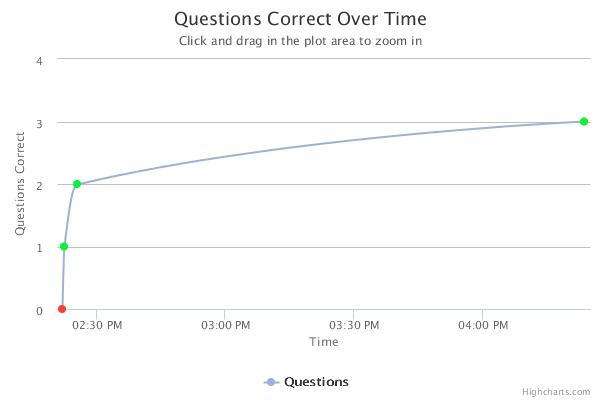 Questions Correct Over Time
Click and drag in the plot area to zoom in
Questions Correct
4
3
2
1
0
02:30 PM 03:00 PM 03:30 PM 04:00 PM
Time
Questions
Highcharts.com